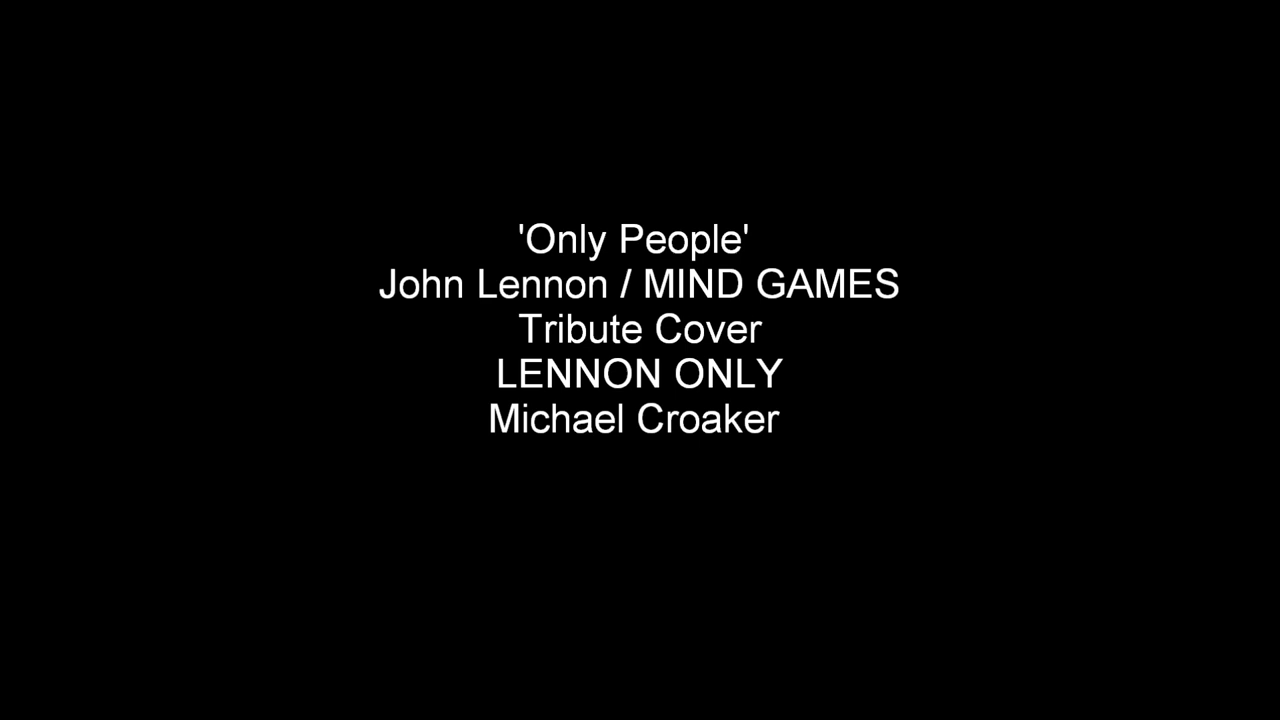 'Only People'
John Lennon / MIND GAMES
Tribute Cover
LENNON ONLY
Michael Croaker